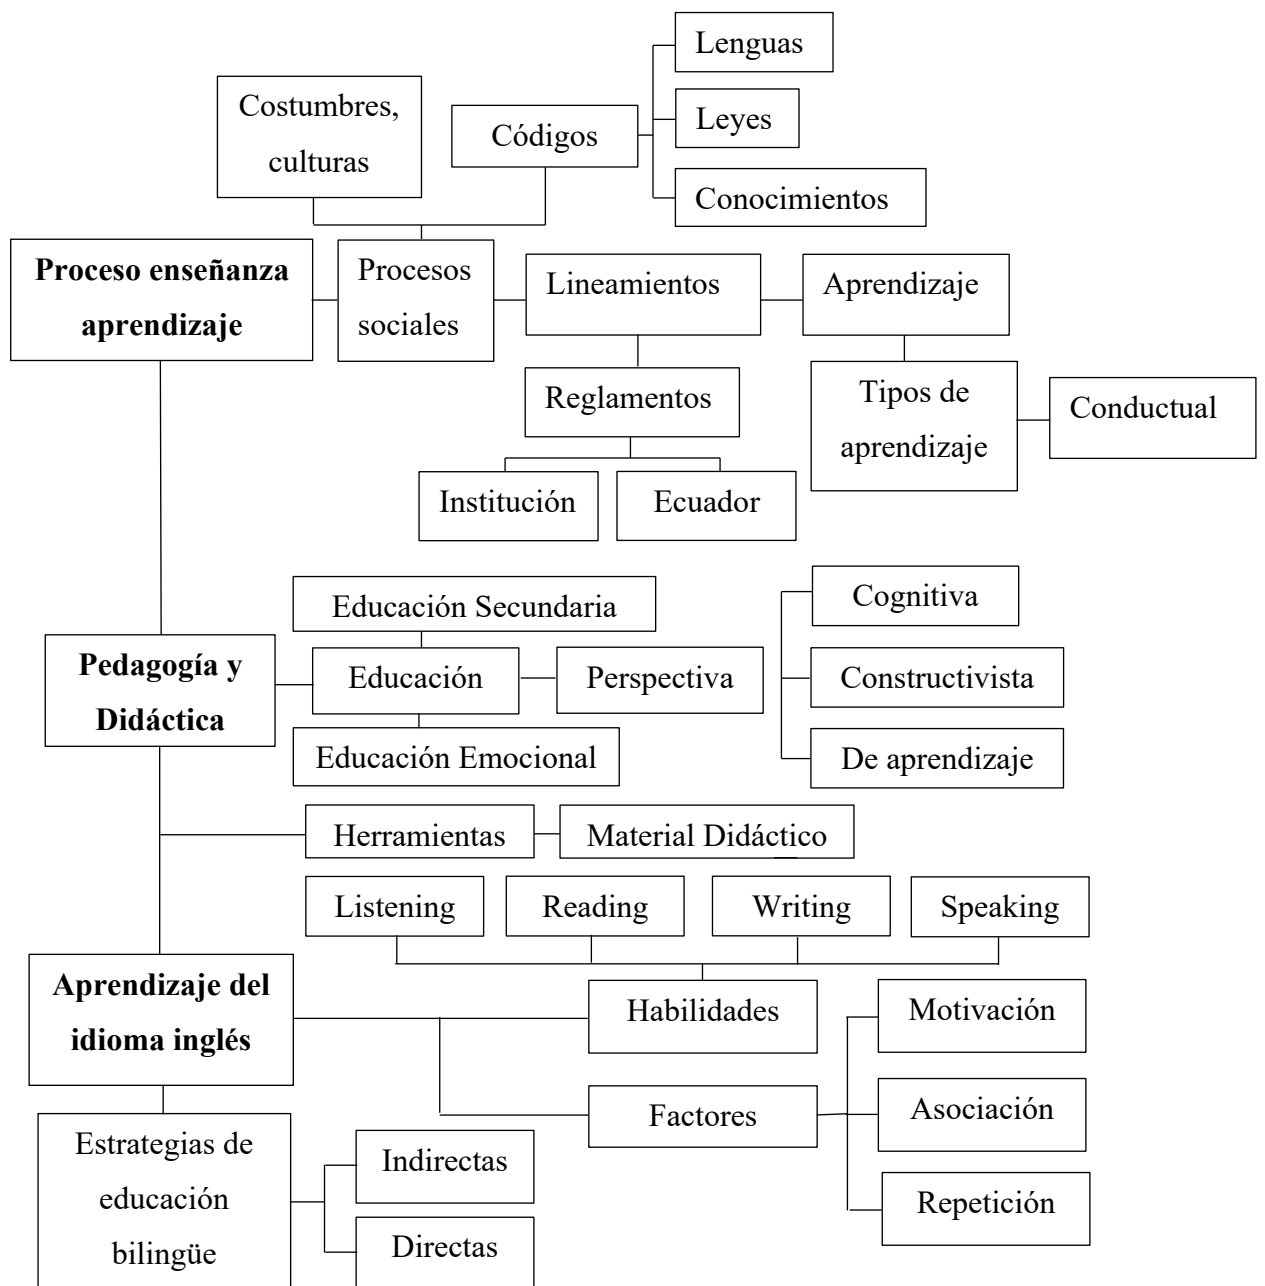 Lenguas
Costumbres,
culturas
Códigos
Leyes
Conocimientos
Proceso enseñanza
aprendizaje
Procesos
sociales
Lineamientos
Aprendizaje
Reglamentos
Tipos de
aprendizaje
Conductual
Institución
Ecuador
Educación Secundaria
Cognitiva
Pedagogía y
Didáctica
Educación
Perspectiva
Constructivista
Educación Emocional
De aprendizaje
Herramientas
Material Didáctico
Listening
Reading
Writing
Speaking
Aprendizaje del
idioma inglés
Habilidades
Motivación
Factores
Asociación
Estrategias de
educación
bilingüe
Indirectas
Repetición
Directas